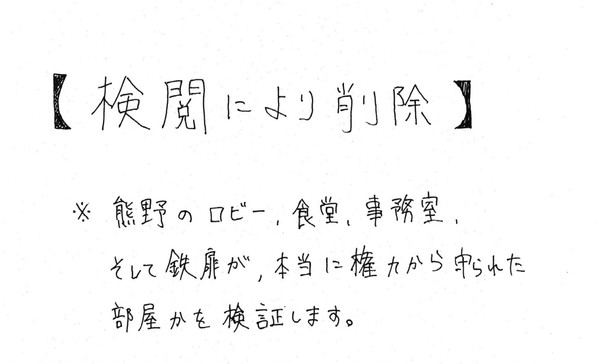 【検閲により削除】
※ 熊野のロビー、食堂、事務室、
そして鉄扉が、本当に権力から守られた
部屋かを検証します。